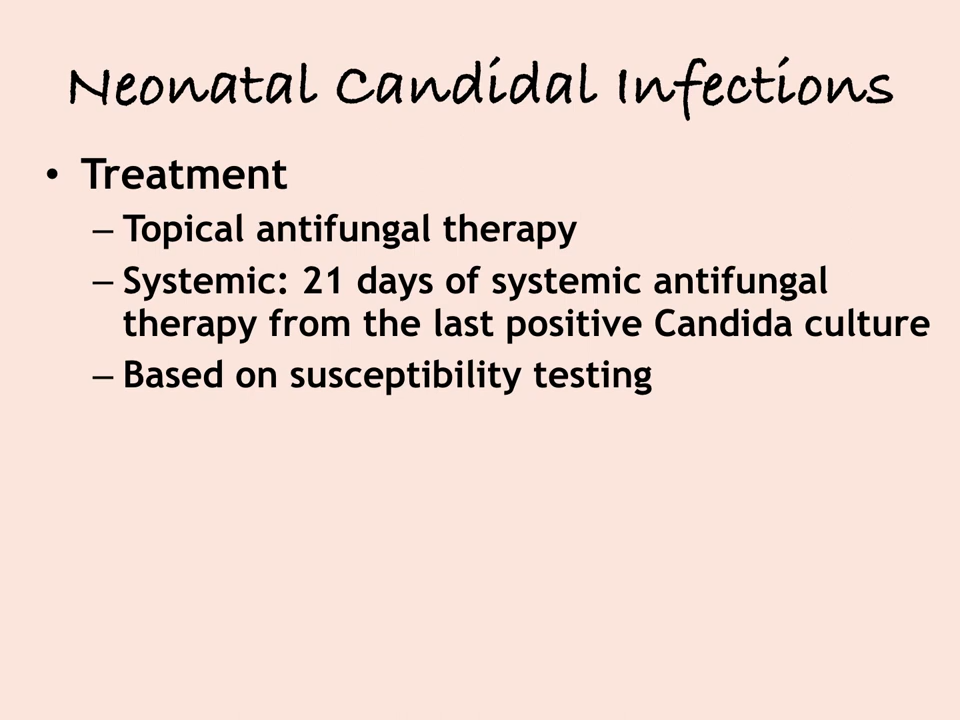 Neonatal Candidal Infections
• Treatment
– Topical antifungal therapy
– Systemic: 21 days of systemic antifungal
therapy from the last positive Candida culture
– Based on susceptibility testing